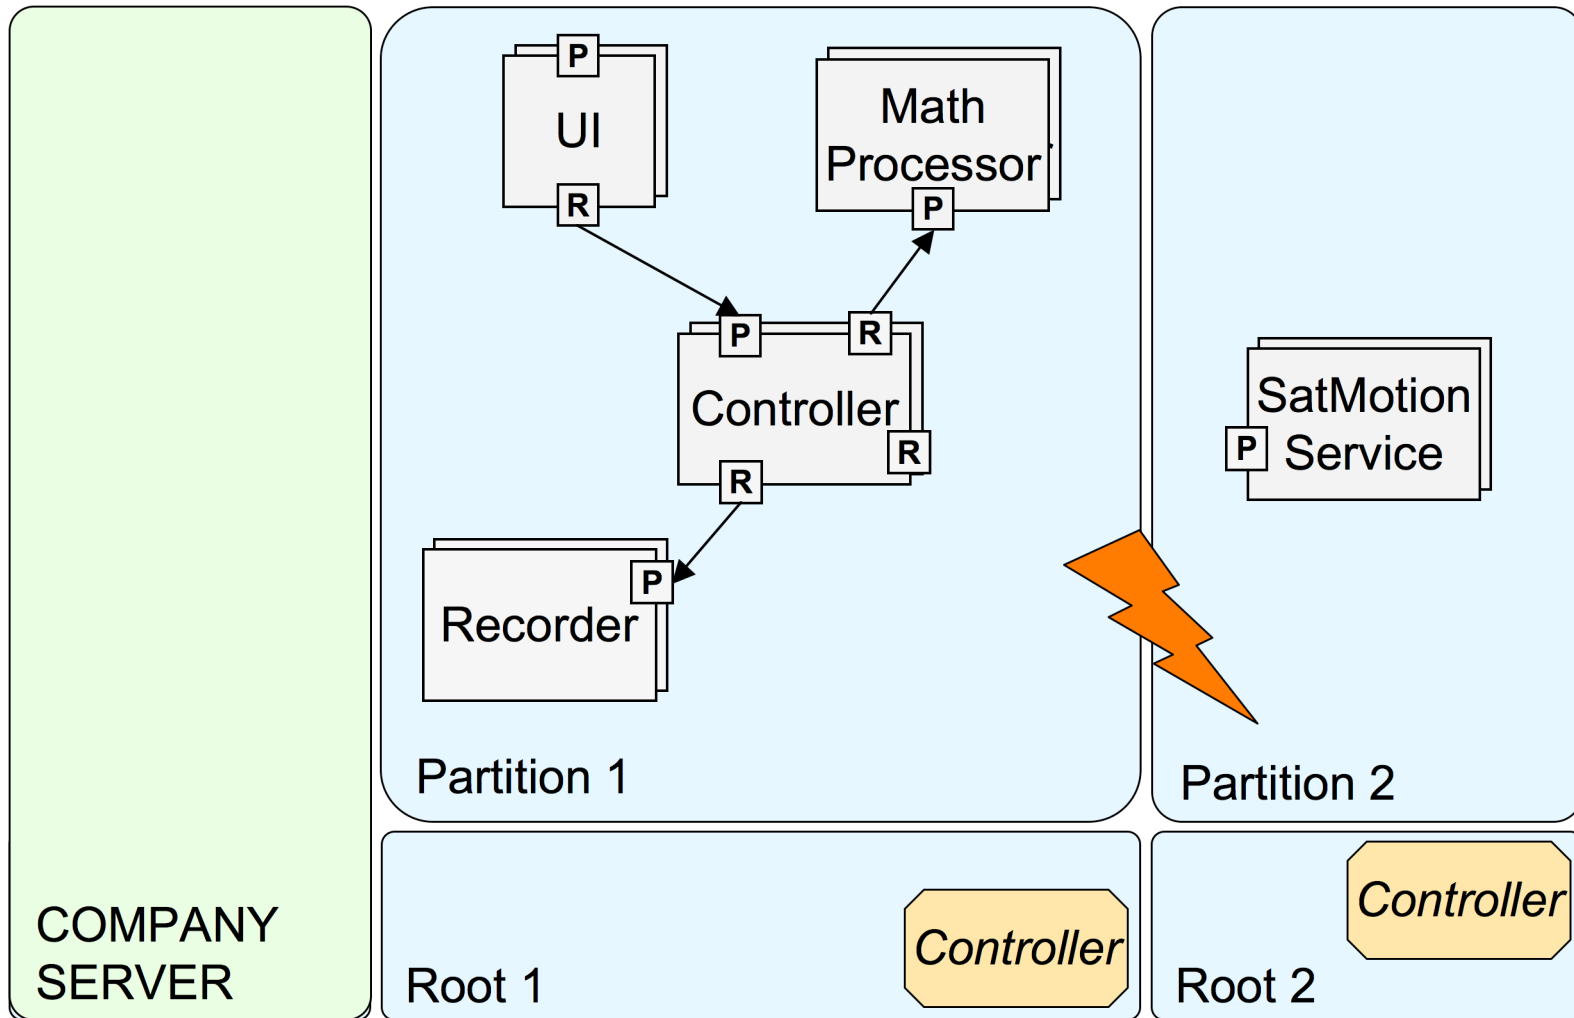 P
UI
R
Math
Processor
P
P
R
Controller
R
R
SatMotion
P
Service
P
Recorder
Partition 1
Partition 2
COMPANY
SERVER
Root 1
Controller
Controller
Root 2